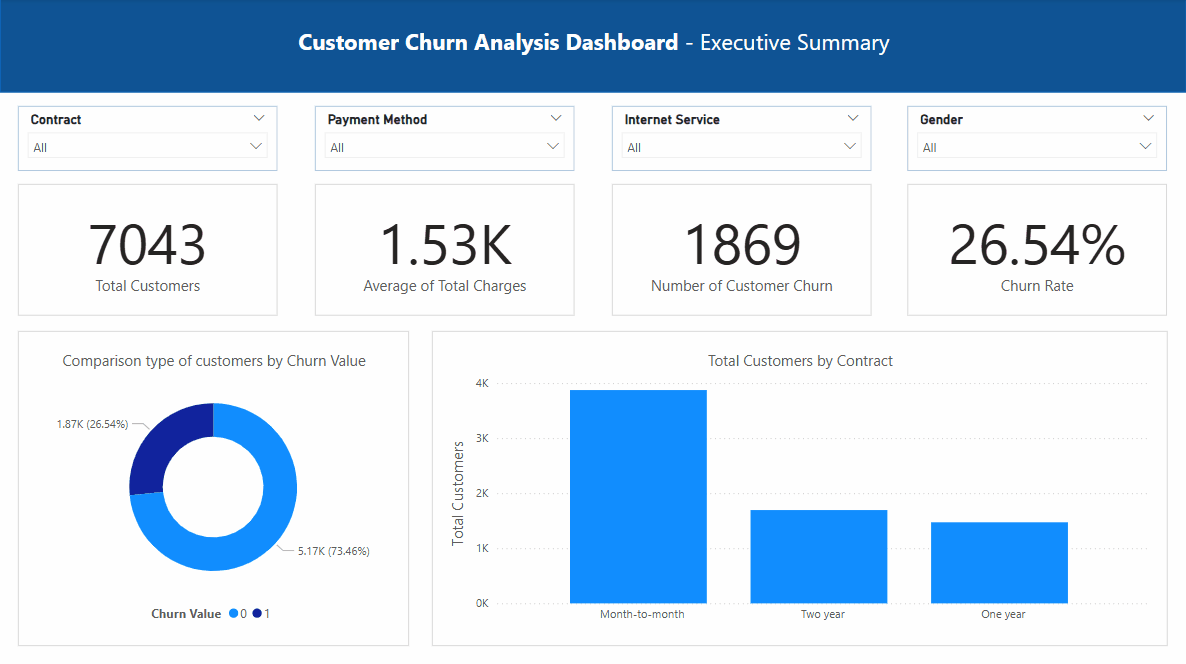 Customer Churn Analysis Dashboard - Executive Summary
Contract
All
Payment Method
All
Internet Service
All
Gender
All
7043
Total Customers
1.53K
Average of Total Charges
1869
Number of Customer Churn
26.54%
Churn Rate
Comparison type of customers by Churn Value
1.87K (26.54%)
5.17K (73.46%)
Churn Value 0 1
Total Customers by Contract
Total Customers
4K
3K
2K
1K
0K
Month-to-month
Two year
One year